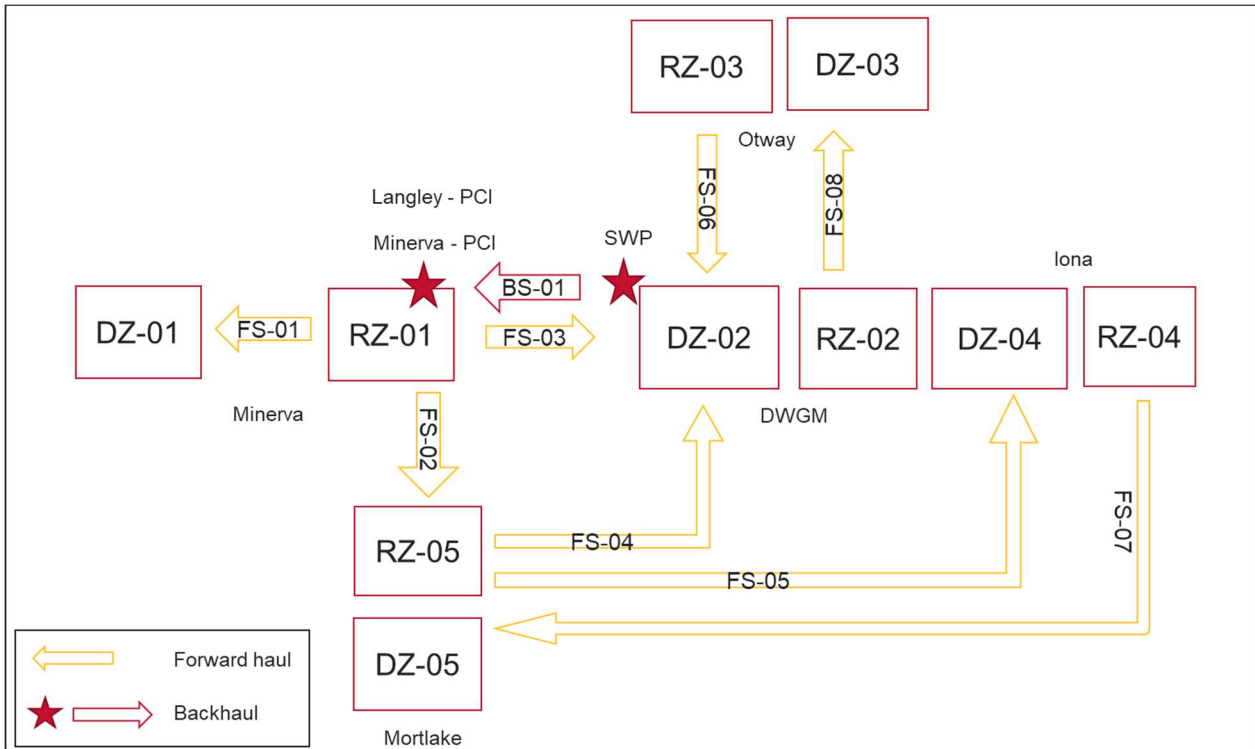 RZ-03
DZ-03
Otway
FS-06
FS-08
Langley - PCI
Minerva - PCI
SWP
Iona
BS-01
DZ-01
FS-01
RZ-01
FS-03
DZ-02
RZ-02
DZ-04
RZ-04
Minerva
FS-02
DWGM
RZ-05
FS-04
FS-05
FS-07
DZ-05
Mortlake
Forward haul
Backhaul